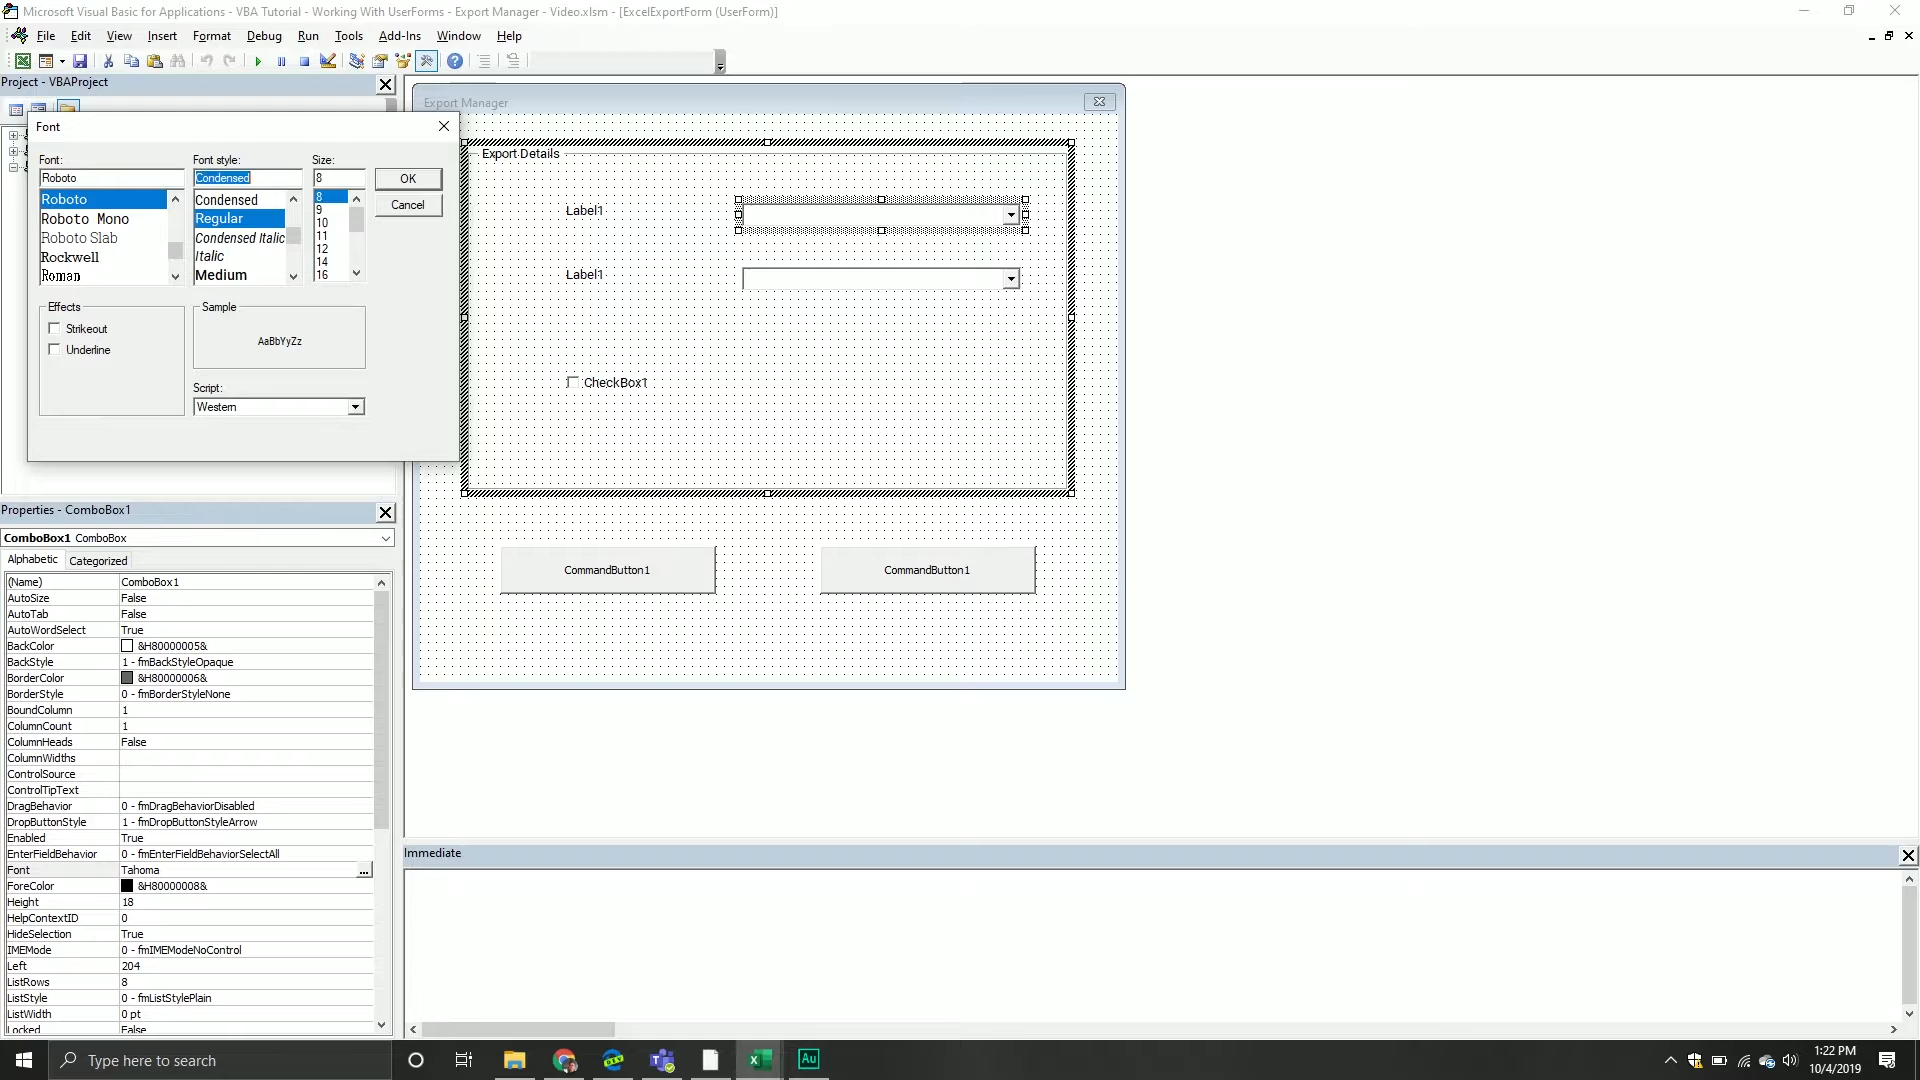 Microsoft Visual Basic for Applications - VBA Tutorial - Working With UserForms - Export Manager - Video.xlsm - [ExcelExportForm (UserForm)]
File Edit View Insert Format Debug Run Tools Add-Ins Window Help
Project - VBAProject
Font
Font:
Font style:
Size:
Roboto
Condensed
8
OK
Cancel
Roboto
Roboto Mono
Roboto Slab
Rockwell
Roman
Condensed
Regular
Condensed Italic
Italic
Medium
8
9
10
11
12
14
16
Effects
Strikeout
Underline
Sample
AaBbYyZz
Script:
Western
Export Manager
Export Details
Label1
Label1
CheckBox1
CommandButton1
CommandButton1
Properties - ComboBox1
ComboBox1 ComboBox
Alphabetic Categorized
(Name) ComboBox1
AutoSize False
AutoTab False
AutoWordSelect True
BackColor &H80000005&
BackStyle 1 - fmBackStyleOpaque
BorderColor &H80000006&
BorderStyle 0 - fmBorderStyleNone
BoundColumn 1
ColumnCount 1
ColumnHeads False
ColumnWidths
ControlSource
ControlTipText
DragBehavior 0 - fmDragBehaviorDisabled
DropButtonStyle 1 - fmDropButtonStyleArrow
Enabled True
EnterFieldBehavior 0 - fmEnterFieldBehaviorSelectAll
Font Tahoma ...
ForeColor &H80000008&
Height 18
HelpContextID 0
HideSelection True
IMEMode 0 - fmIMEModeNoControl
Left 204
ListRows 8
ListStyle 0 - fmListStylePlain
ListWidth 0 pt
Locked False
Immediate
Type here to search
DEV
Au
1:22 PM
10/4/2019